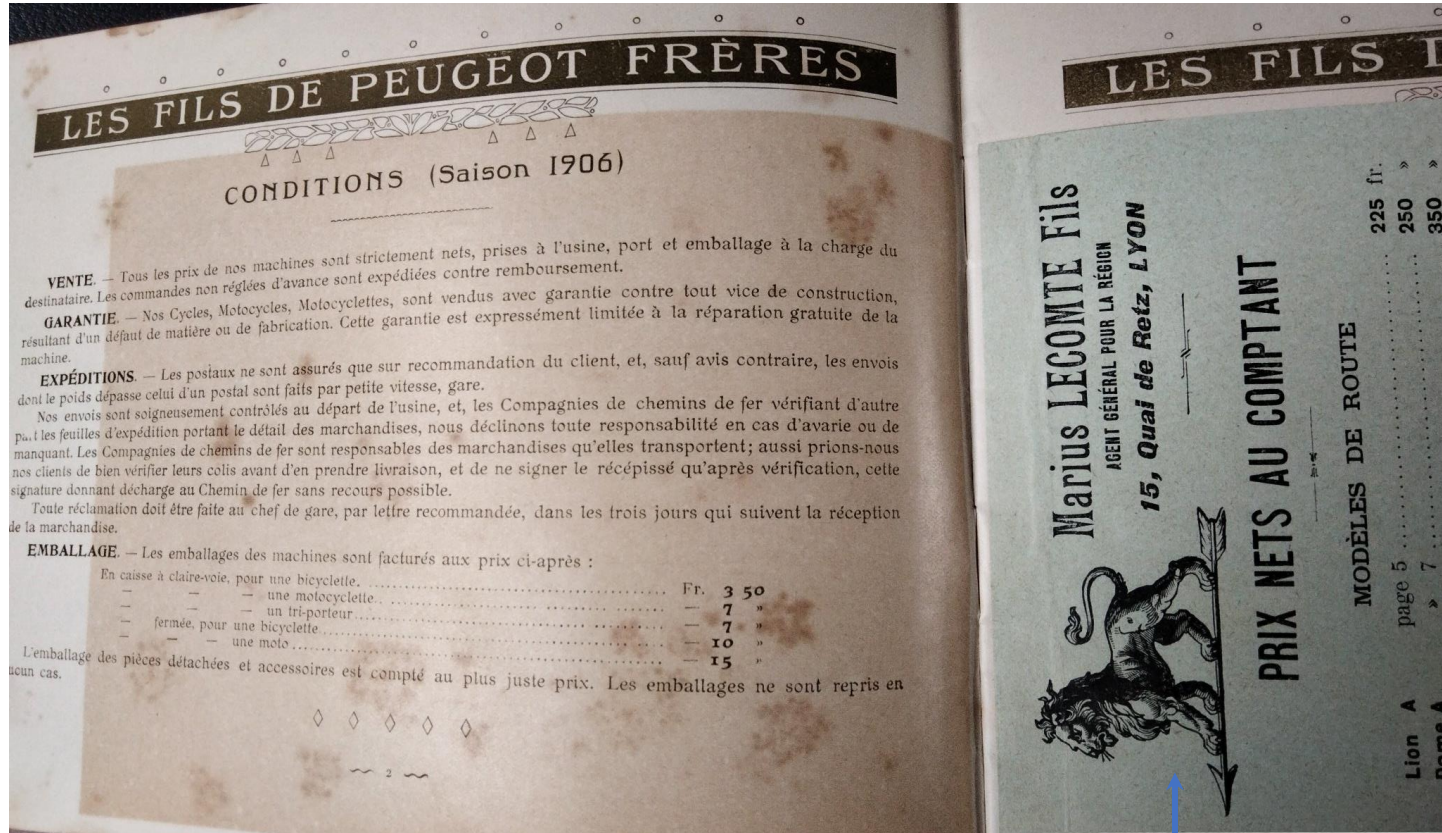 LES FILS DE PEUGEOT FRÈRES
CONDITIONS (Saison 1906)
VENTE. — Tous les prix de nos machines sont strictement nets, prises à l'usine, port et emballage à la charge du
destinataire. Les commandes non réglées d'avance sont expédiées contre remboursement.
GARANTIE. — Nos Cycles, Motocycles, Motocyclettes, sont vendus avec garantie contre tout vice de construction,
résultant d'un défaut de matière ou de fabrication. Cette garantie est expressément limitée à la réparation gratuite de la
machine.
EXPÉDITIONS. — Les postaux ne sont assurés que sur recommandation du client, et, sauf avis contraire, les envois
dont le poids dépasse celui d'un postal sont faits par petite vitesse, gare.
Nos envois sont soigneusement contrôlés au départ de l'usine, et, les Compagnies de chemins de fer vérifiant d'autre
part les feuilles d'expédition portant le détail des marchandises, nous déclinons toute responsabilité en cas d'avarie ou de
manquant. Les Compagnies de chemins de fer sont responsables des marchandises qu'elles transportent; aussi prions-nous
nos clients de bien vérifier leurs colis avant d'en prendre livraison, et de ne signer le récépissé qu'après vérification, cette
signature donnant décharge au Chemin de fer sans recours possible.
Toute réclamation doit être faite au chef de gare, par lettre recommandée, dans les trois jours qui suivent la réception
de la marchandise.
EMBALLAGE. — Les emballages des machines sont facturés aux prix ci-après :
En caisse à claire-voie, pour une bicyclette. .......... Fr. 3 50
— — — une motocyclette.. .......... — 7 »
— — — un tri-porteur .......... — 7 »
— fermée, pour une bicyclette .......... — 10 »
— — — une moto .......... — 15 »
L'emballage des pièces détachées et accessoires est compté au plus juste prix. Les emballages ne sont repris en
ucun cas.
2
LES FILS D
Marius LECOMTE Fils
AGENT GÉNÉRAL POUR LA RÉGION
15, Quai de Retz, LYON
PRIX NETS AU COMPTANT
MODÈLES DE ROUTE
Lion A page 5 .......... 225 fr.
» 7 .......... 250 »
350 »